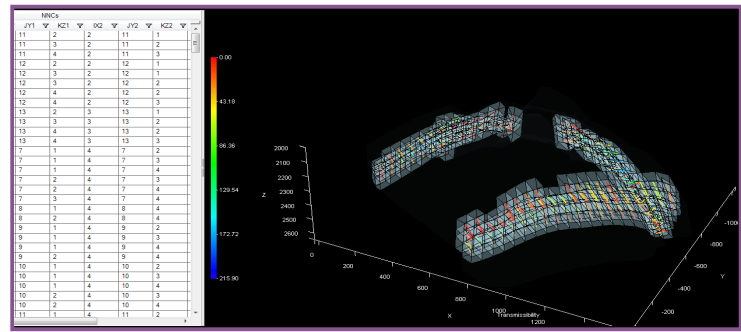 NNCs
JY1 KZ1 IX2 JY2 KZ2
11 2 2 11 1
11 3 2 11 2
11 4 2 11 3
12 2 2 12 1
12 3 2 12 1
12 3 2 12 2
12 4 2 12 2
12 4 2 12 3
13 2 3 13 1
13 3 3 13 2
13 4 3 13 2
13 4 3 13 3
7 1 4 7 2
7 1 4 7 3
7 1 4 7 4
7 2 4 7 3
7 2 4 7 4
7 3 4 7 4
8 1 4 8 4
8 2 4 8 4
9 1 4 9 2
9 1 4 9 3
9 1 4 9 4
9 2 4 9 4
10 1 4 10 2
10 1 4 10 3
10 1 4 10 4
10 2 4 10 3
10 2 4 10 4
11 1 4 11 2
0.00
43.18
86.36
129.54
172.72
215.90
2000
2100
2200
2300
2400
2500
2600
Z
0
200
400
600
800
1000
1200
X
Transmissibility
-1000
-800
-600
-400
-200
Y